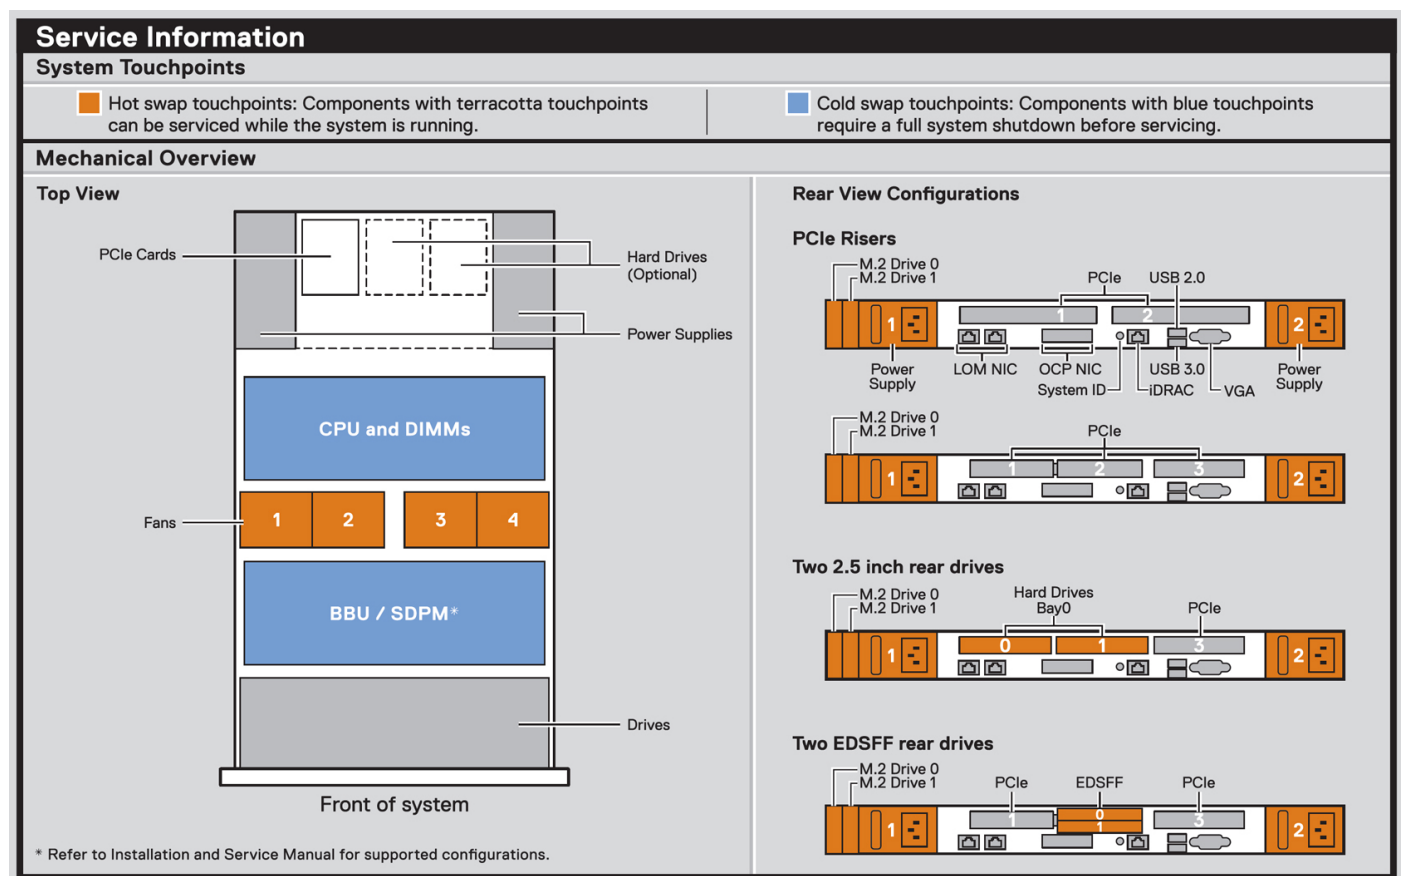 Service Information
System Touchpoints
Hot swap touchpoints: Components with terracotta touchpoints
can be serviced while the system is running.
Cold swap touchpoints: Components with blue touchpoints
require a full system shutdown before servicing.
Mechanical Overview
Top View
PCIe Cards
Hard Drives
(Optional)
Power Supplies
CPU and DIMMs
Fans
1
2
3
4
BBU / SDPM*
Drives
Front of system
* Refer to Installation and Service Manual for supported configurations.
Rear View Configurations
PCIe Risers
M.2 Drive 0
M.2 Drive 1
PCIe
USB 2.0
1
1
2
2
Power
Supply
LOM NIC
OCP NIC
System ID
USB 3.0
iDRAC
VGA
Power
Supply
M.2 Drive 0
M.2 Drive 1
PCIe
1
1
2
3
2
Two 2.5 inch rear drives
M.2 Drive 0
M.2 Drive 1
Hard Drives
Bay0
PCIe
1
0
1
3
2
Two EDSFF rear drives
M.2 Drive 0
M.2 Drive 1
PCIe
EDSFF
PCIe
1
1
0
1
3
2